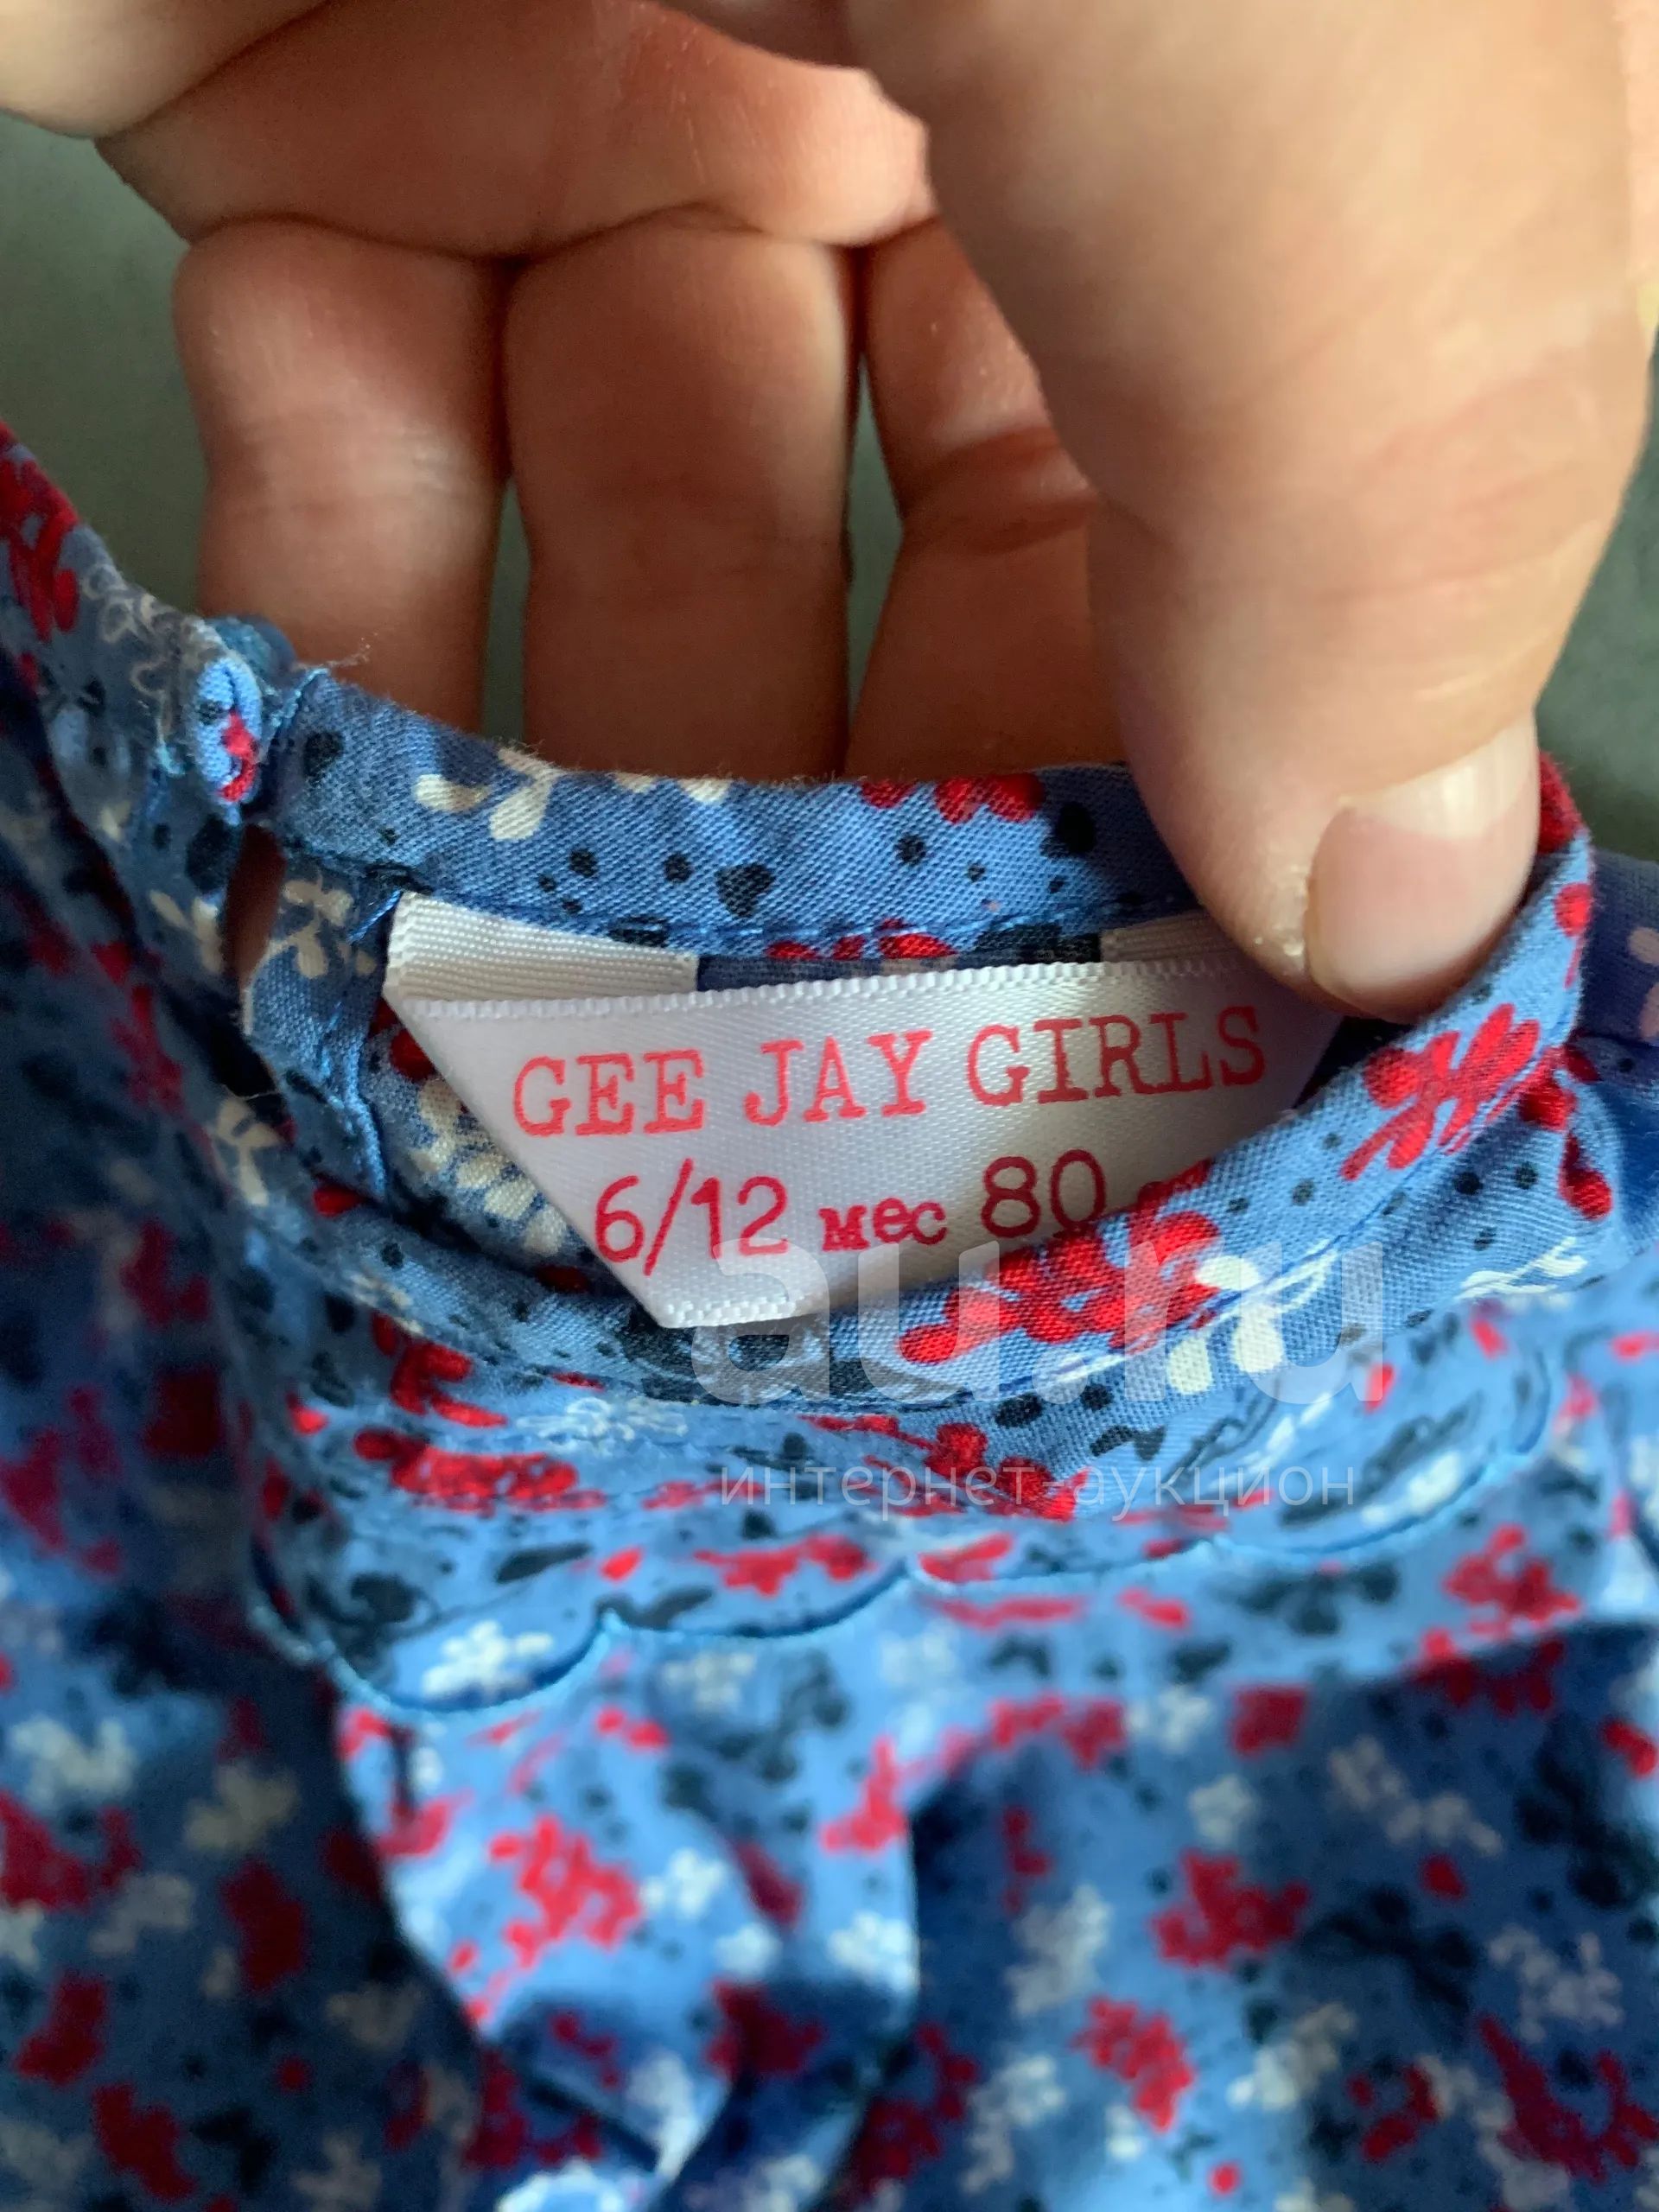 GEE JAY GIRLS
6/12 мес 80
au.ru
интернет-аукцион